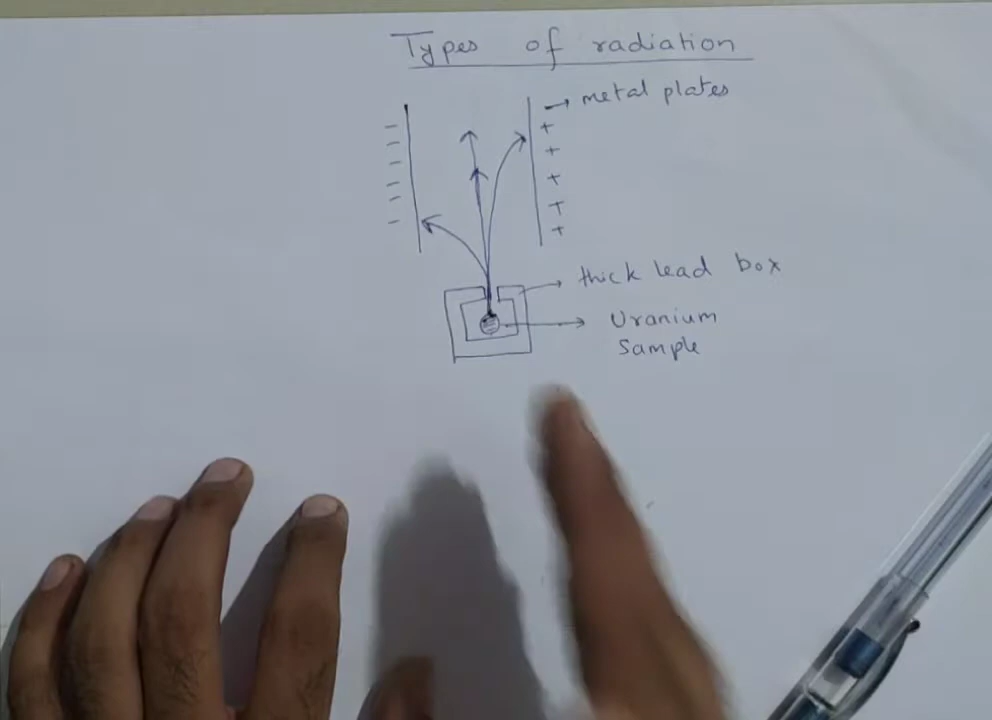 Types of radiation
metal plates
− +
− +
− +
− +
− +
−
thick lead box
Uranium
Sample